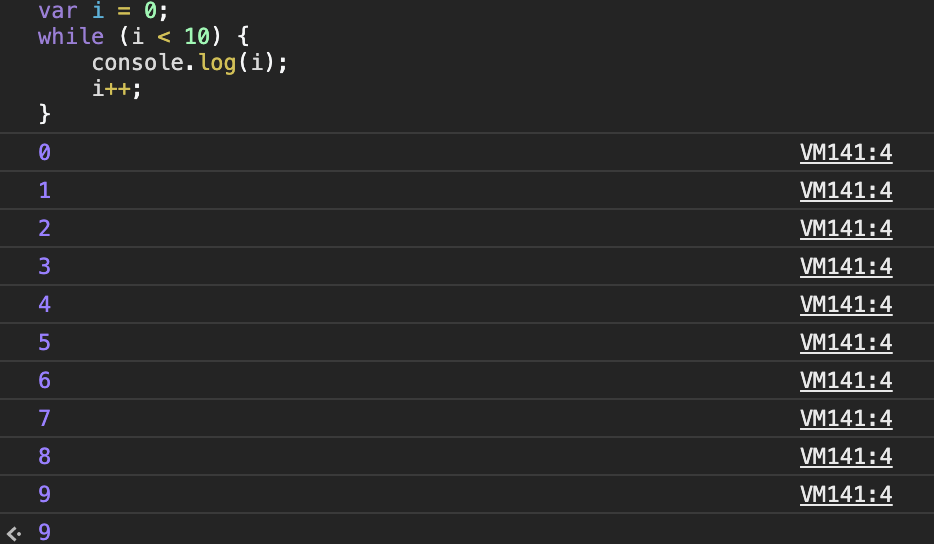 var i = 0;
while (i < 10) {
    console.log(i);
    i++;
}
0 VM141:4
1 VM141:4
2 VM141:4
3 VM141:4
4 VM141:4
5 VM141:4
6 VM141:4
7 VM141:4
8 VM141:4
9 VM141:4
9